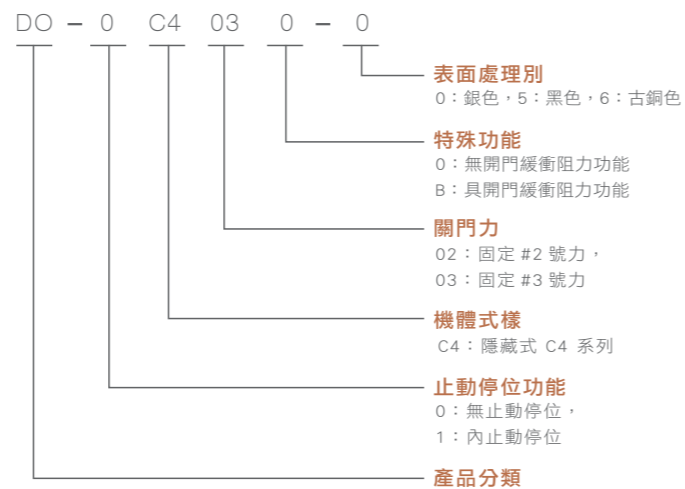 DO – 0 C4 03 0 – 0
表面處理別
0：銀色，5：黑色，6：古銅色
特殊功能
0：無開門緩衝阻力功能
B：具開門緩衝阻力功能
關門力
02：固定 #2 號力，
03：固定 #3 號力
機體式樣
C4：隱藏式 C4 系列
止動停位功能
0：無止動停位，
1：內止動停位
產品分類